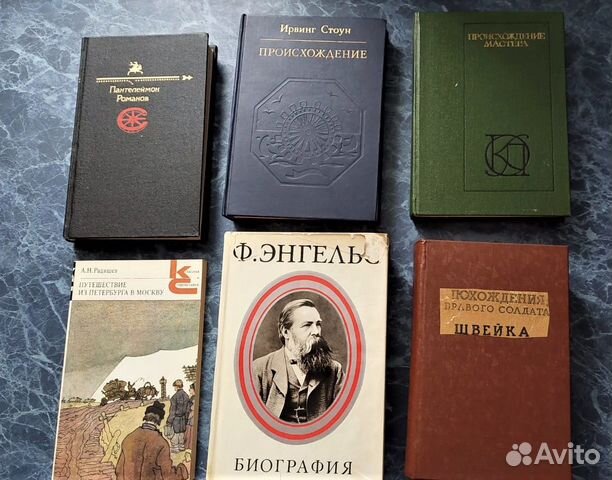 Пантелеймон
Романов
Ирвинг Стоун
ПРОИСХОЖДЕНИЕ
ПРОИСХОЖДЕНИЕ
МАСТЕРА
А.Н.Радищев
ПУТЕШЕСТВИЕ
ИЗ ПЕТЕРБУРГА В МОСКВУ
Ф.ЭНГЕЛЬС
БИОГРАФИЯ
ПОХОЖДЕНИЯ
БРАВОГО СОЛДАТА
ШВЕЙКА
Avito